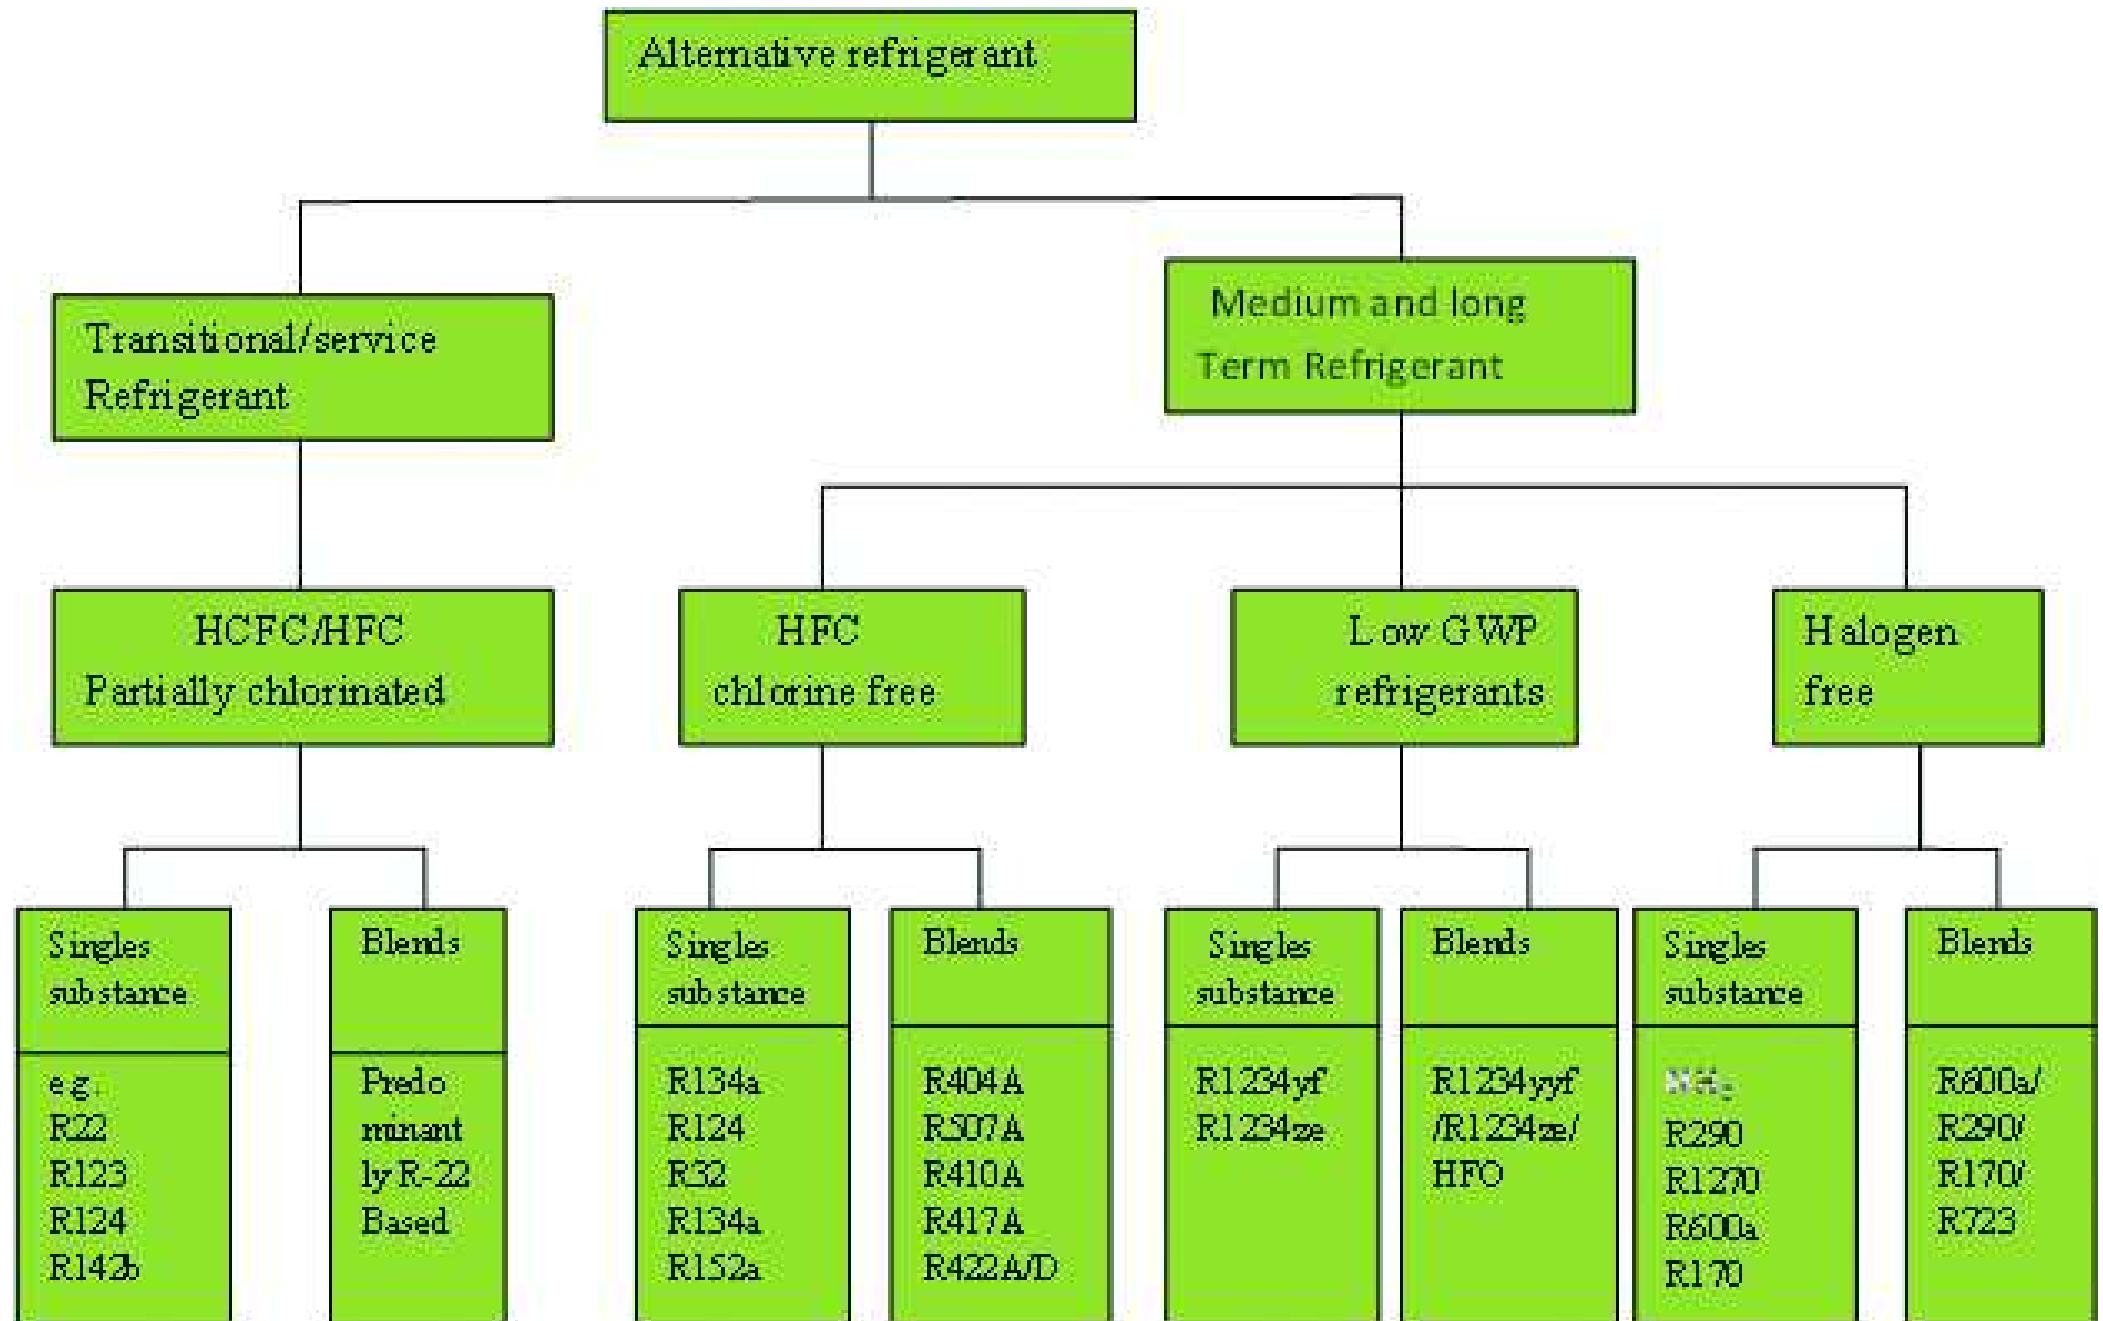 Alternative refrigerant
Transitional/service
Refrigerant
Medium and long
Term Refrigerant
HCFC/HFC
Partially chlorinated
HFC
chlorine free
Low GWP
refrigerants
Halogen
free
Singles
substance
e.g.
R22
R123
R124
R142b
Blends
Predo
minant
ly R-22
Based
Singles
substance
R134a
R124
R32
R134a
R152a
Blends
R404A
R507A
R410A
R417A
R422A/D
Singles
substance
R1234yf
R1234ze
Blends
R1234yyf
/R1234ze/
HFO
Singles
substance
R290
R1270
R600a
R170
Blends
R600a/
R290/
R170/
R723